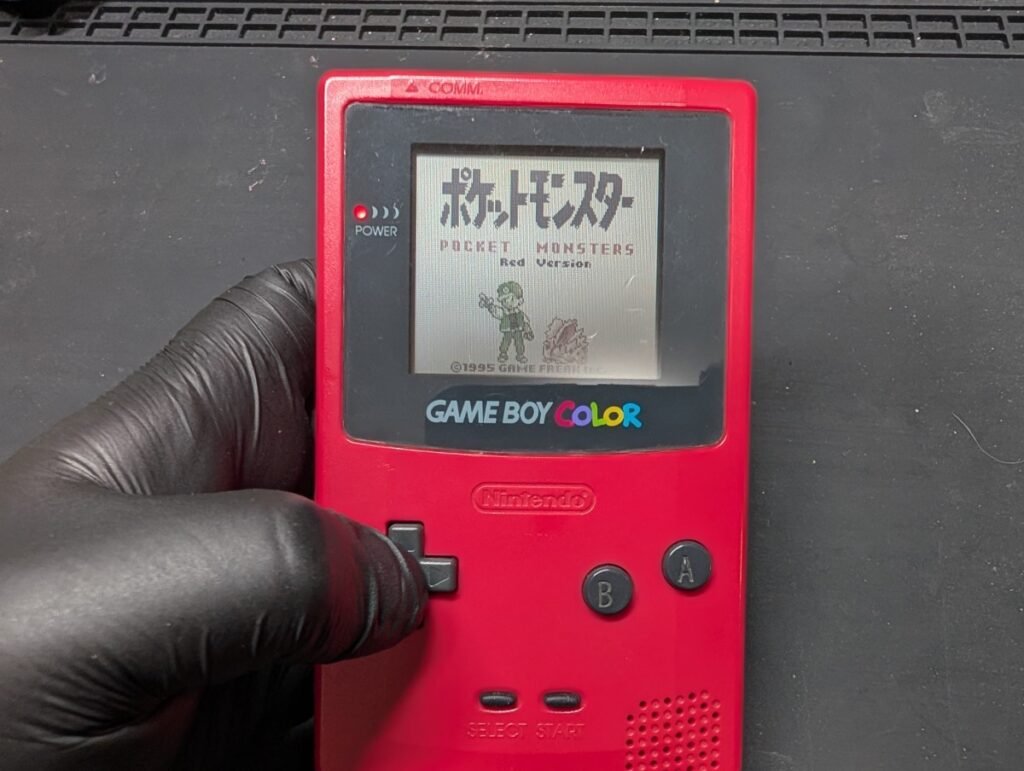 ▲ COMM.
ポケットモンスター
POWER
POCKET MONSTERS
Red Version
©1995 GAME FREAK
GAME BOY COLOR
Nintendo
A
B
SELECT START